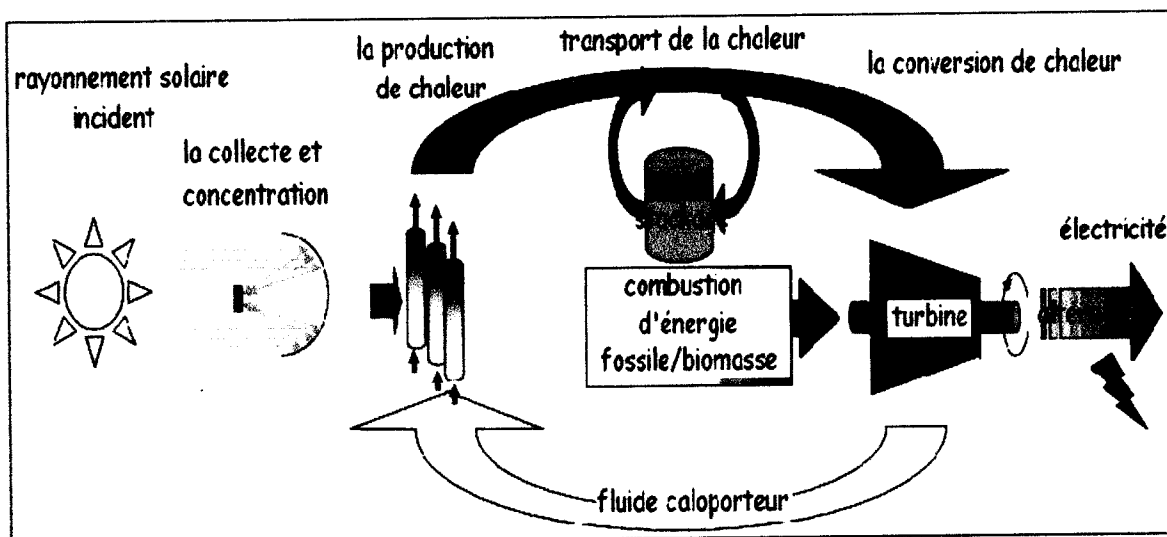 rayonnement solaire
incident
la collecte et
concentration
la production
de chaleur
transport de la chaleur
la conversion de chaleur
combustion
d'énergie
fossile/biomasse
turbine
électricité
fluide caloporteur